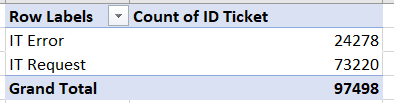 Row Labels Count of ID Ticket
IT Error 24278
IT Request 73220
Grand Total 97498